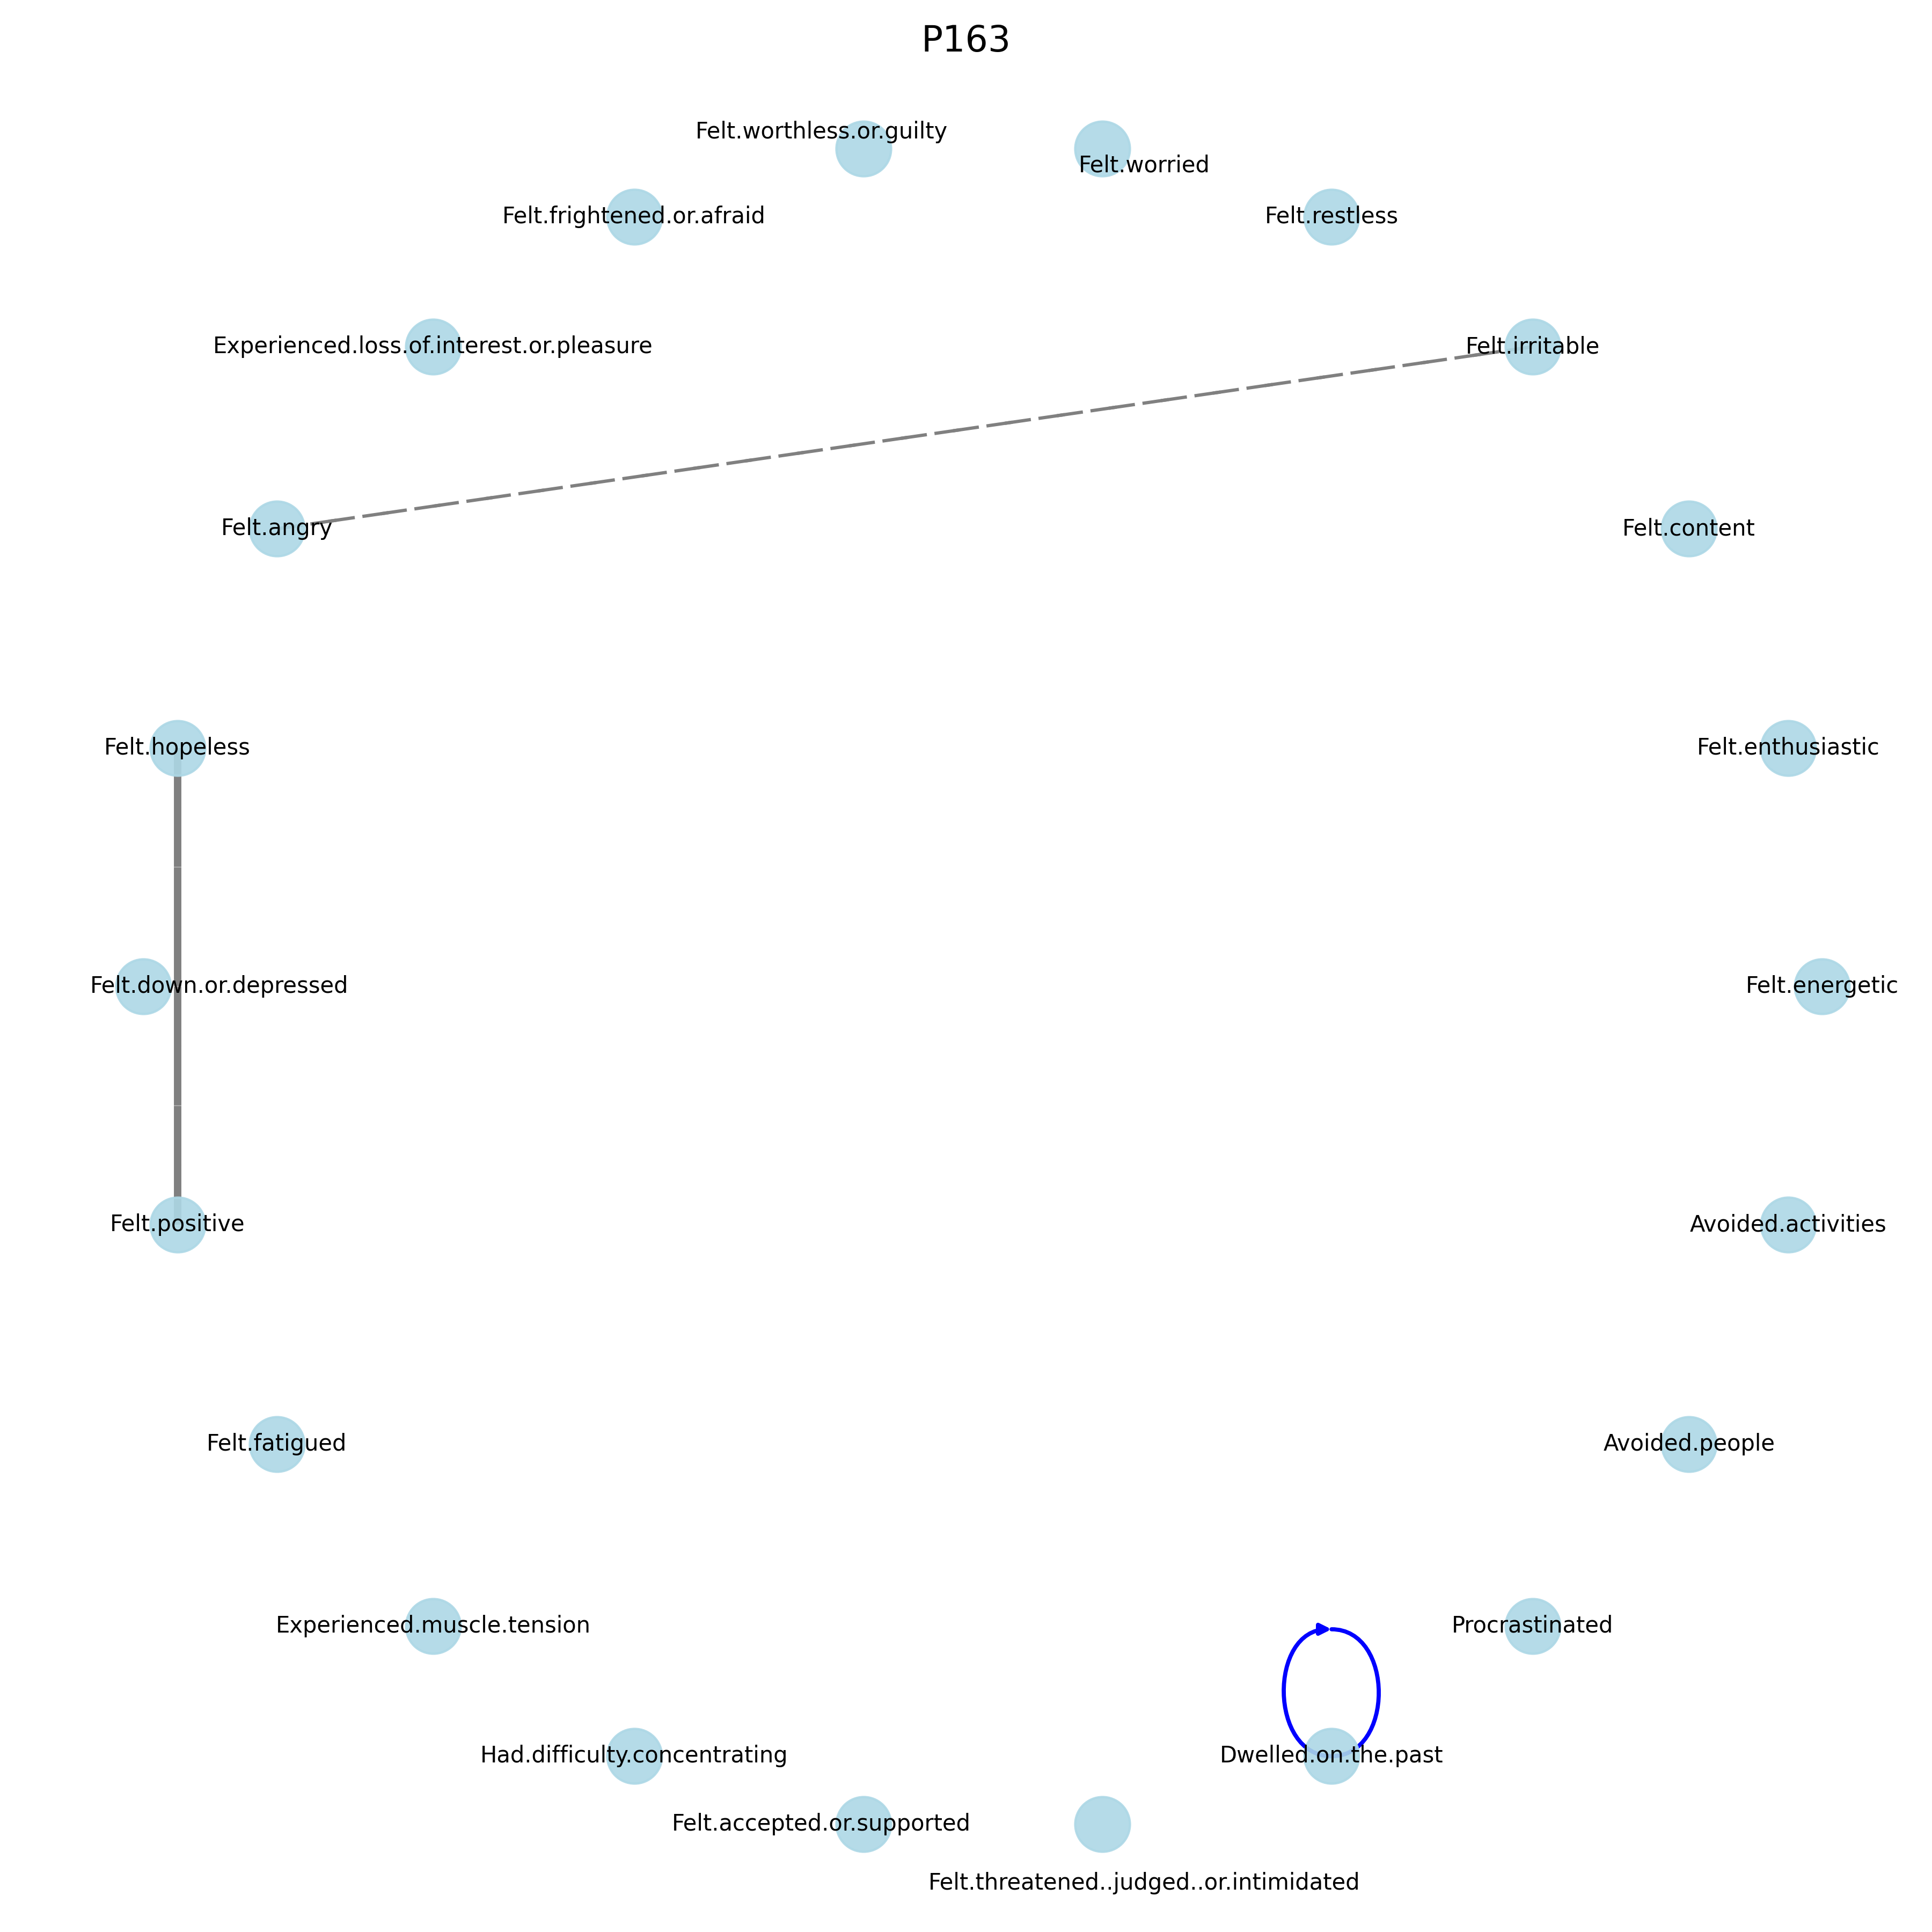 P163
Felt.worthless.or.guilty
Felt.worried
Felt.frightened.or.afraid
Felt.restless
Experienced.loss.of.interest.or.pleasure
Felt.irritable
Felt.angry
Felt.content
Felt.hopeless
Felt.enthusiastic
Felt.down.or.depressed
Felt.energetic
Felt.positive
Avoided.activities
Felt.fatigued
Avoided.people
Experienced.muscle.tension
Procrastinated
Had.difficulty.concentrating
Dwelled.on.the.past
Felt.accepted.or.supported
Felt.threatened..judged..or.intimidated